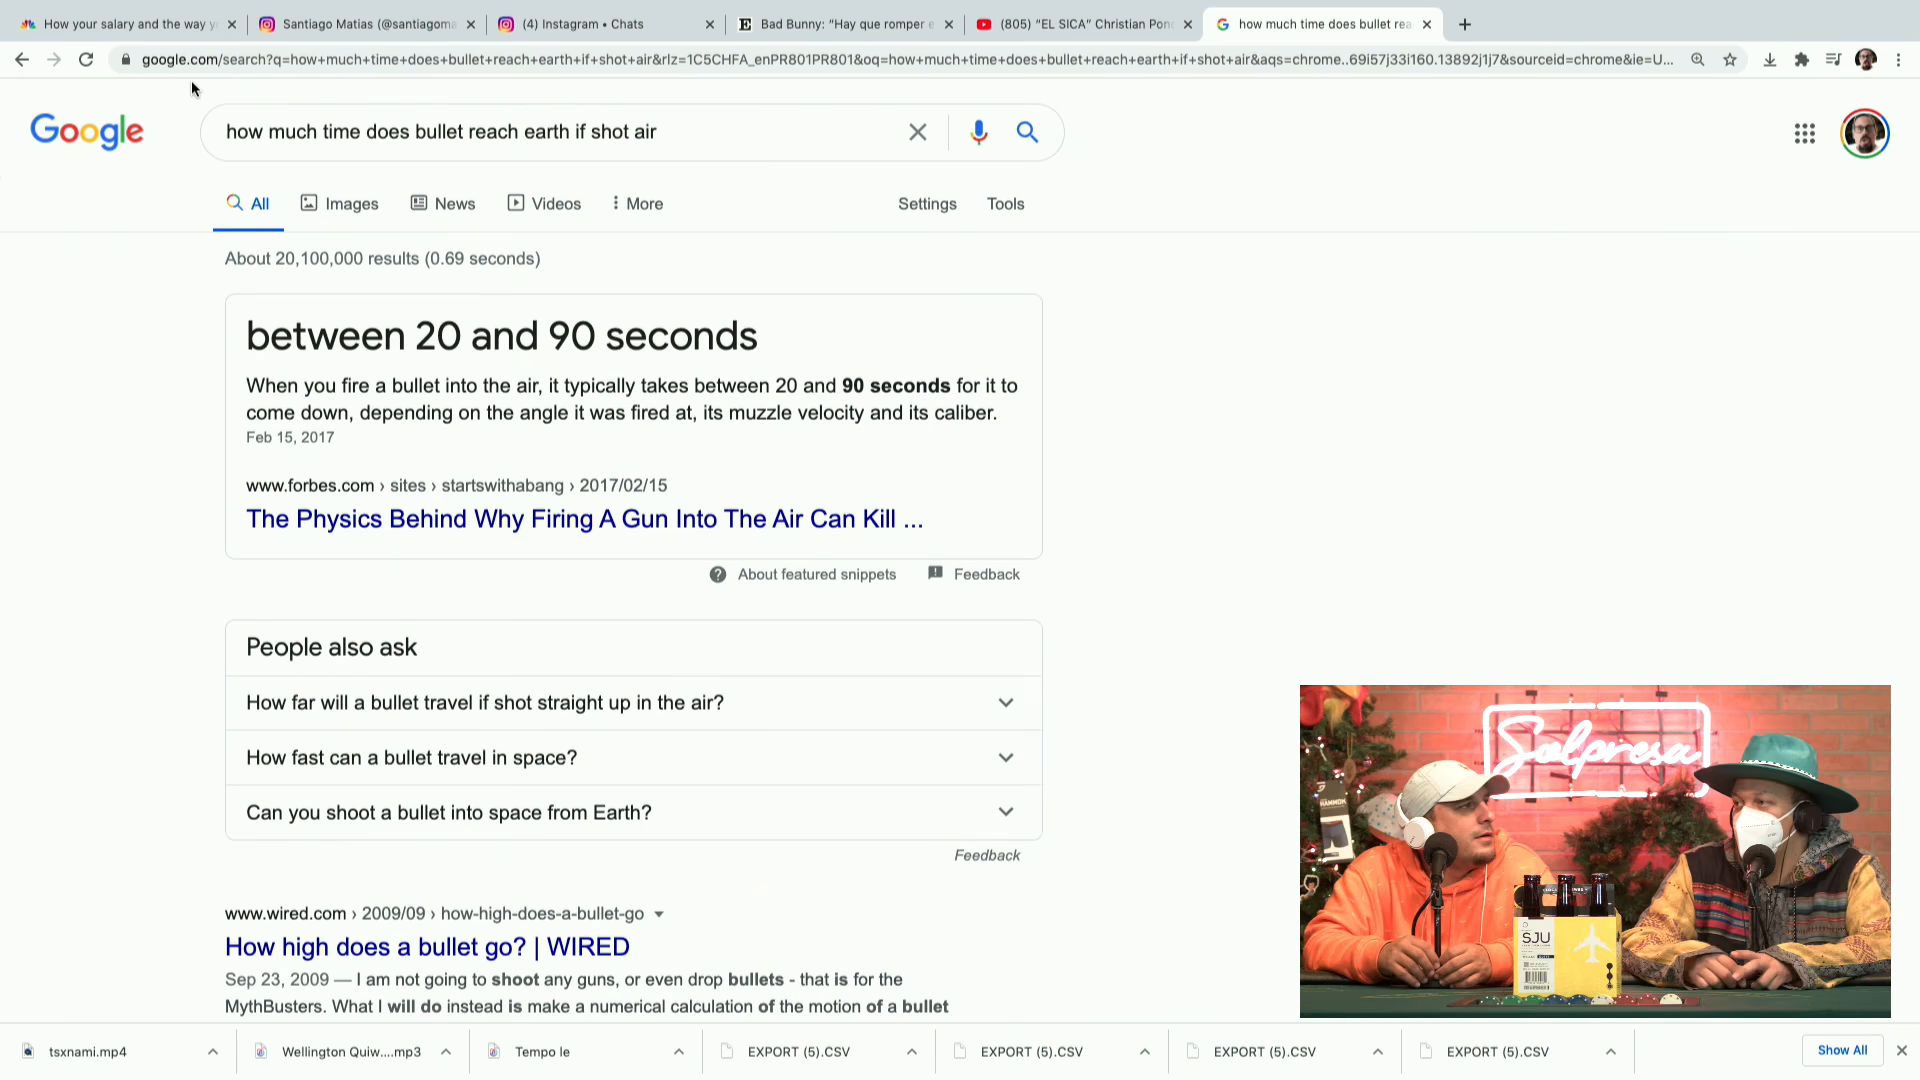 How your salary and the way y
Santiago Matias (@santiagoma
(4) Instagram • Chats
Bad Bunny: "Hay que romper e
(805) "EL SICA" Christian Pon
how much time does bullet rea
google.com/search?q=how+much+time+does+bullet+reach+earth+if+shot+air&rlz=1C5CHFA_enPR801PR801&oq=how+much+time+does+bullet+reach+earth+if+shot+air&aqs=chrome..69i57j33i160.13892j1j7&sourceid=chrome&ie=U...
Google
how much time does bullet reach earth if shot air
All
Images
News
Videos
More
Settings
Tools
About 20,100,000 results (0.69 seconds)
between 20 and 90 seconds
When you fire a bullet into the air, it typically takes between 20 and 90 seconds for it to
come down, depending on the angle it was fired at, its muzzle velocity and its caliber.
Feb 15, 2017
www.forbes.com › sites › startswithabang › 2017/02/15
The Physics Behind Why Firing A Gun Into The Air Can Kill ...
About featured snippets
Feedback
People also ask
How far will a bullet travel if shot straight up in the air?
How fast can a bullet travel in space?
Can you shoot a bullet into space from Earth?
Feedback
www.wired.com › 2009/09 › how-high-does-a-bullet-go
How high does a bullet go? | WIRED
Sep 23, 2009 — I am not going to shoot any guns, or even drop bullets - that is for the
MythBusters. What I will do instead is make a numerical calculation of the motion of a bullet
Salpresa
SJU
tsxnami.mp4
Wellington Quiw....mp3
Tempo le
EXPORT (5).CSV
EXPORT (5).CSV
EXPORT (5).CSV
EXPORT (5).CSV
Show All